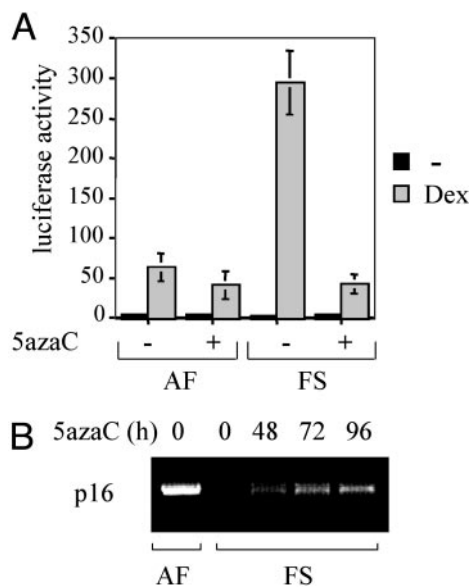 A
luciferase activity
350
300
250
200
150
100
50
0
-
Dex
5azaC - + - +
AF FS
B
5azaC (h) 0 0 48 72 96
p16
AF FS